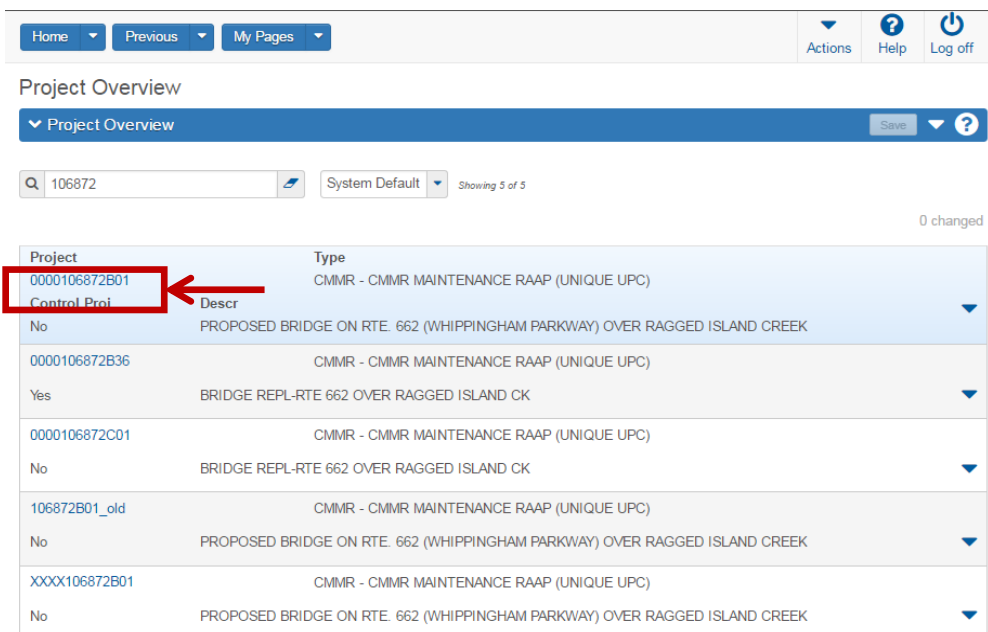 Home Previous My Pages Actions Help Log off
Project Overview
Project Overview Save
106872 System Default Showing 5 of 5
0 changed
Project Type
0000106872B01 CMMR - CMMR MAINTENANCE RAAP (UNIQUE UPC)
Control Proj Descr
No PROPOSED BRIDGE ON RTE. 662 (WHIPPINGHAM PARKWAY) OVER RAGGED ISLAND CREEK
0000106872B36 CMMR - CMMR MAINTENANCE RAAP (UNIQUE UPC)
Yes BRIDGE REPL-RTE 662 OVER RAGGED ISLAND CK
0000106872C01 CMMR - CMMR MAINTENANCE RAAP (UNIQUE UPC)
No BRIDGE REPL-RTE 662 OVER RAGGED ISLAND CK
106872B01_old CMMR - CMMR MAINTENANCE RAAP (UNIQUE UPC)
No PROPOSED BRIDGE ON RTE. 662 (WHIPPINGHAM PARKWAY) OVER RAGGED ISLAND CREEK
XXXX106872B01 CMMR - CMMR MAINTENANCE RAAP (UNIQUE UPC)
No PROPOSED BRIDGE ON RTE. 662 (WHIPPINGHAM PARKWAY) OVER RAGGED ISLAND CREEK